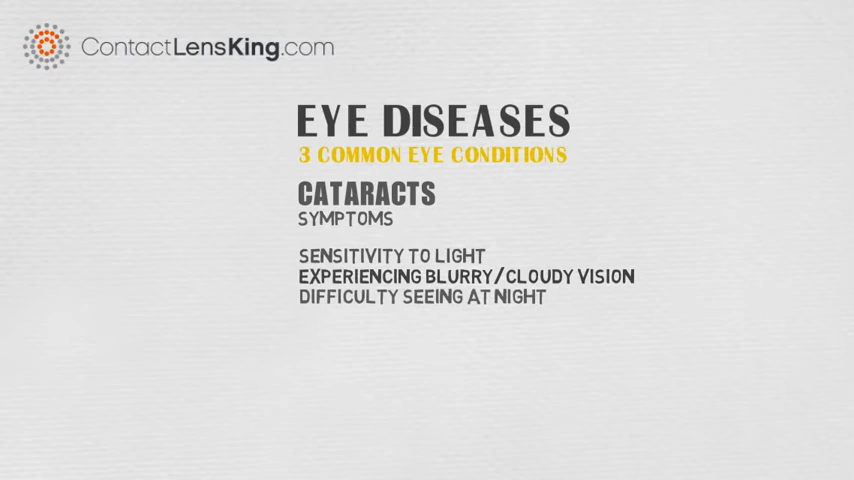 ContactLensKing.com
EYE DISEASES
3 COMMON EYE CONDITIONS
CATARACTS
SYMPTOMS
SENSITIVITY TO LIGHT
EXPERIENCING BLURRY/CLOUDY VISION
DIFFICULTY SEEING AT NIGHT